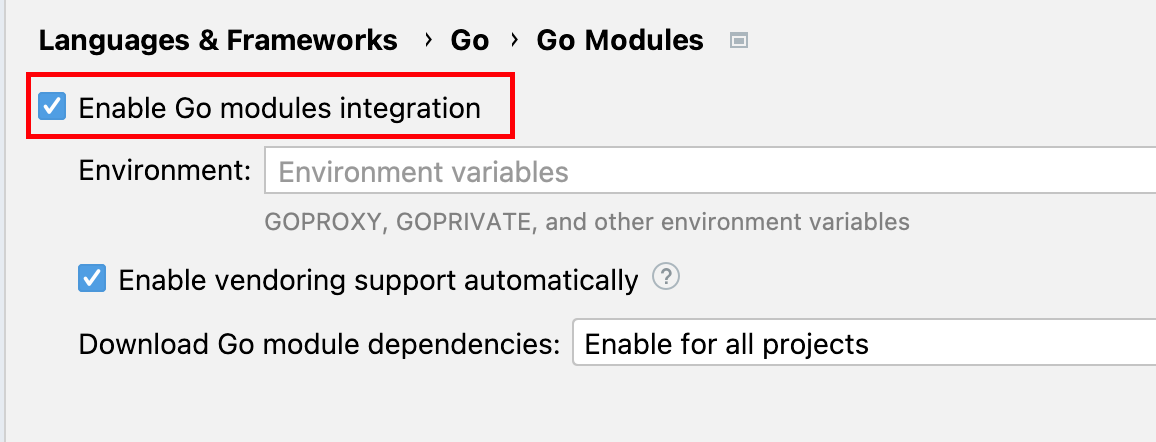 Languages & Frameworks › Go › Go Modules
Enable Go modules integration
Environment: Environment variables
GOPROXY, GOPRIVATE, and other environment variables
Enable vendoring support automatically ?
Download Go module dependencies: Enable for all projects